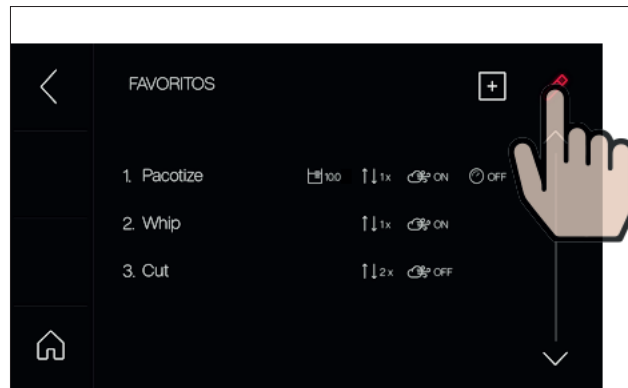 FAVORITOS
1. Pacotize 100 1x ON OFF
2. Whip 1x ON
3. Cut 2x OFF